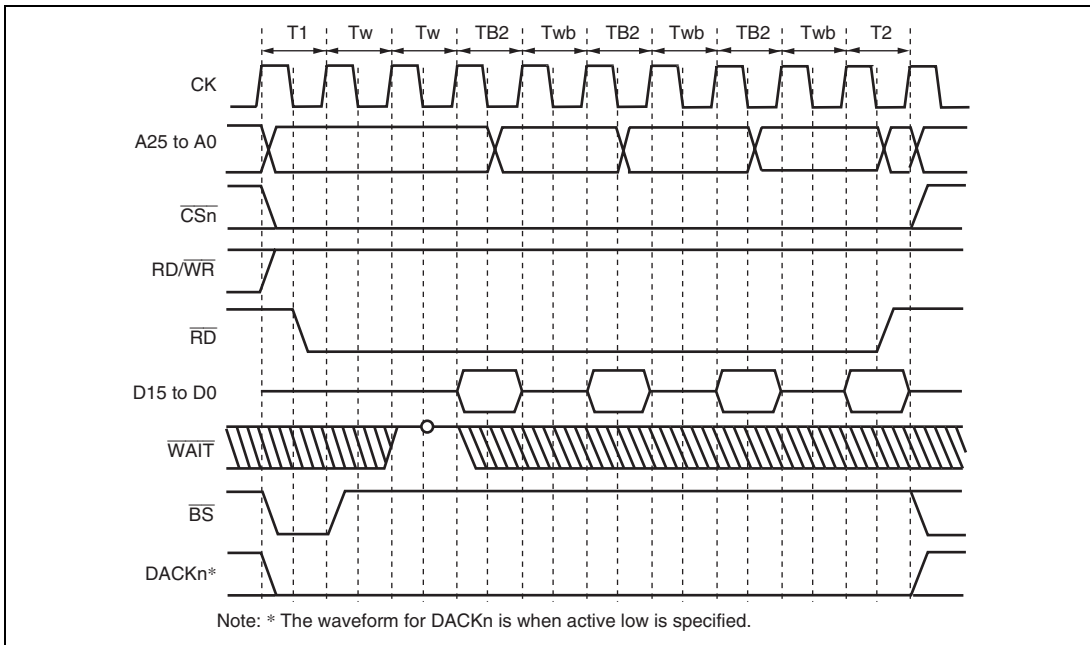 T1 Tw Tw TB2 Twb TB2 Twb TB2 Twb T2
CK
A25 to A0
CSn
RD/WR
RD
D15 to D0
WAIT
BS
DACKn*
Note: * The waveform for DACKn is when active low is specified.